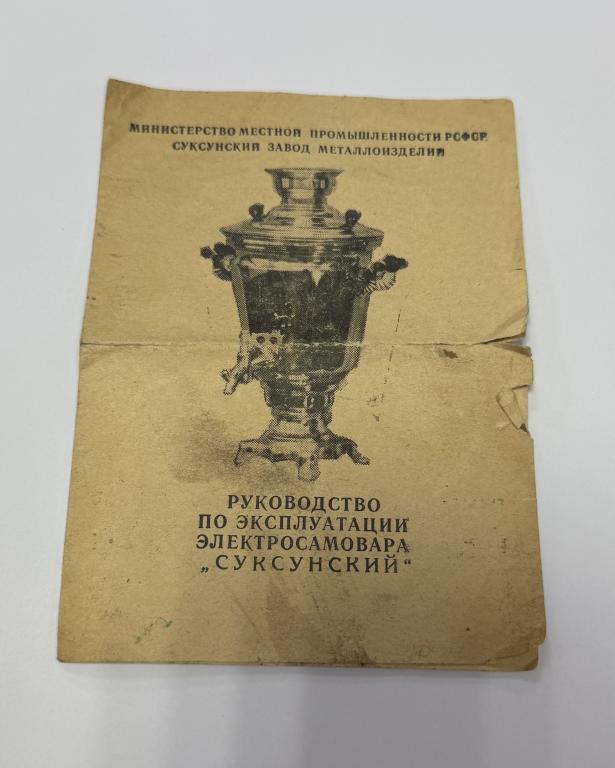 МИНИСТЕРСТВО МЕСТНОЙ ПРОМЫШЛЕННОСТИ РСФСР
СУКСУНСКИЙ ЗАВОД МЕТАЛЛОИЗДЕЛИЙ
РУКОВОДСТВО
ПО ЭКСПЛУАТАЦИИ
ЭЛЕКТРОСАМОВАРА
„СУКСУНСКИЙ“